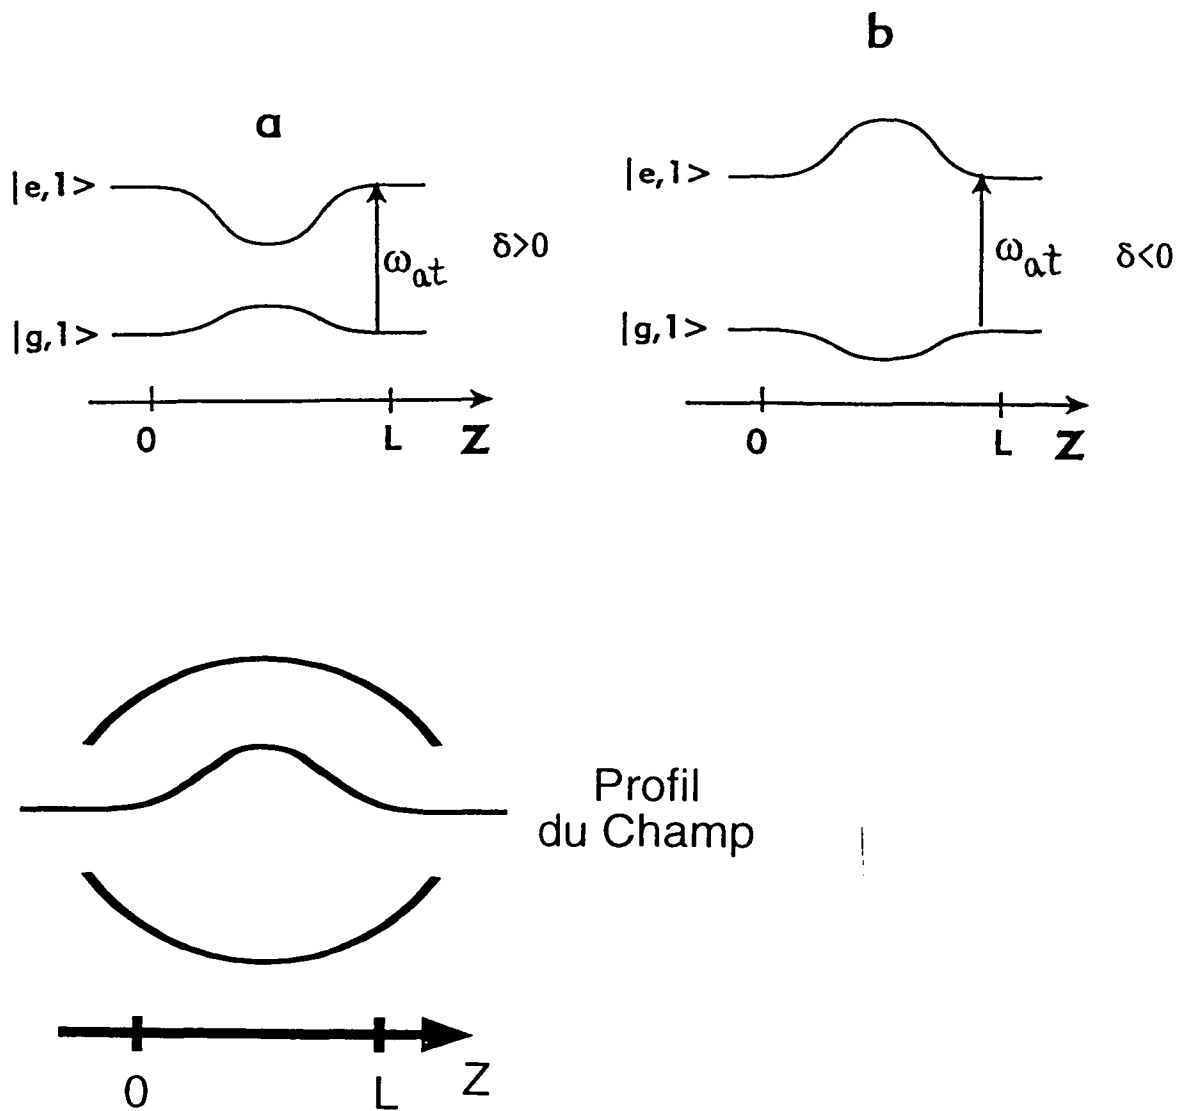 a
|e,1>
ω_at
δ>0
|g,1>
0
L
Z
b
|e,1>
ω_at
δ<0
|g,1>
0
L
Z
Profil
du Champ
0
L
Z